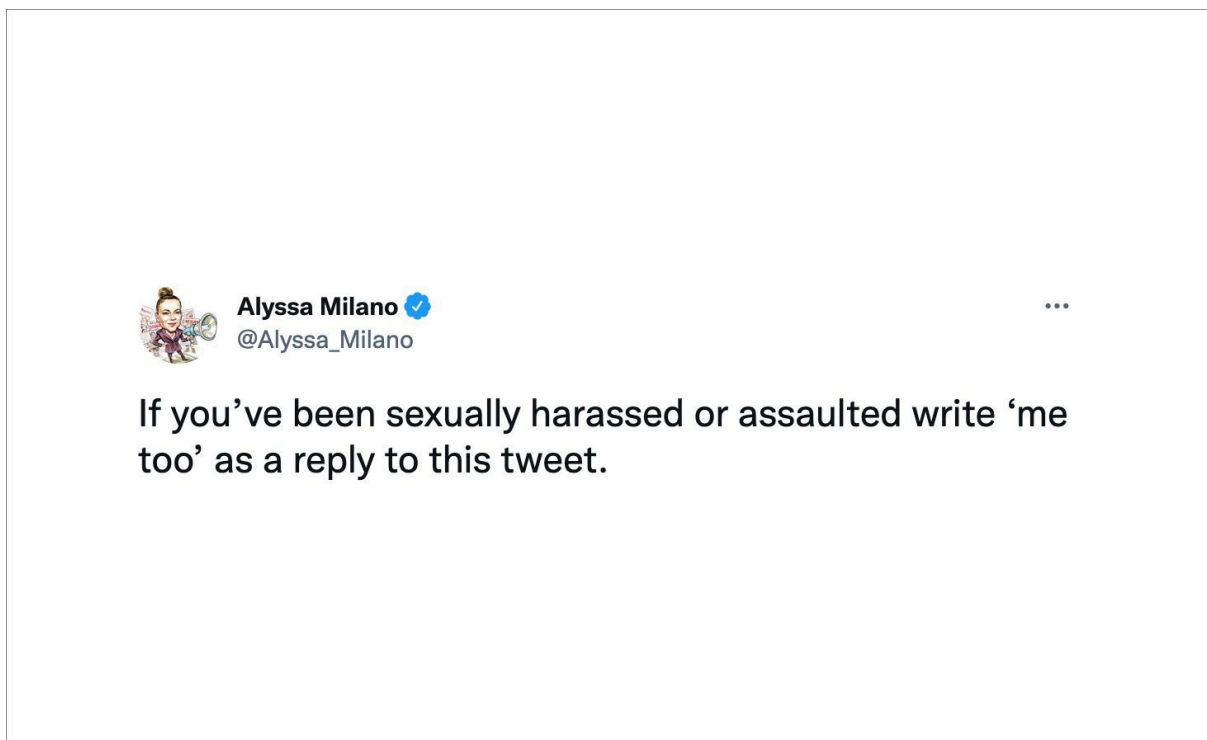 Alyssa Milano
@Alyssa_Milano
If you’ve been sexually harassed or assaulted write ‘me
too’ as a reply to this tweet.